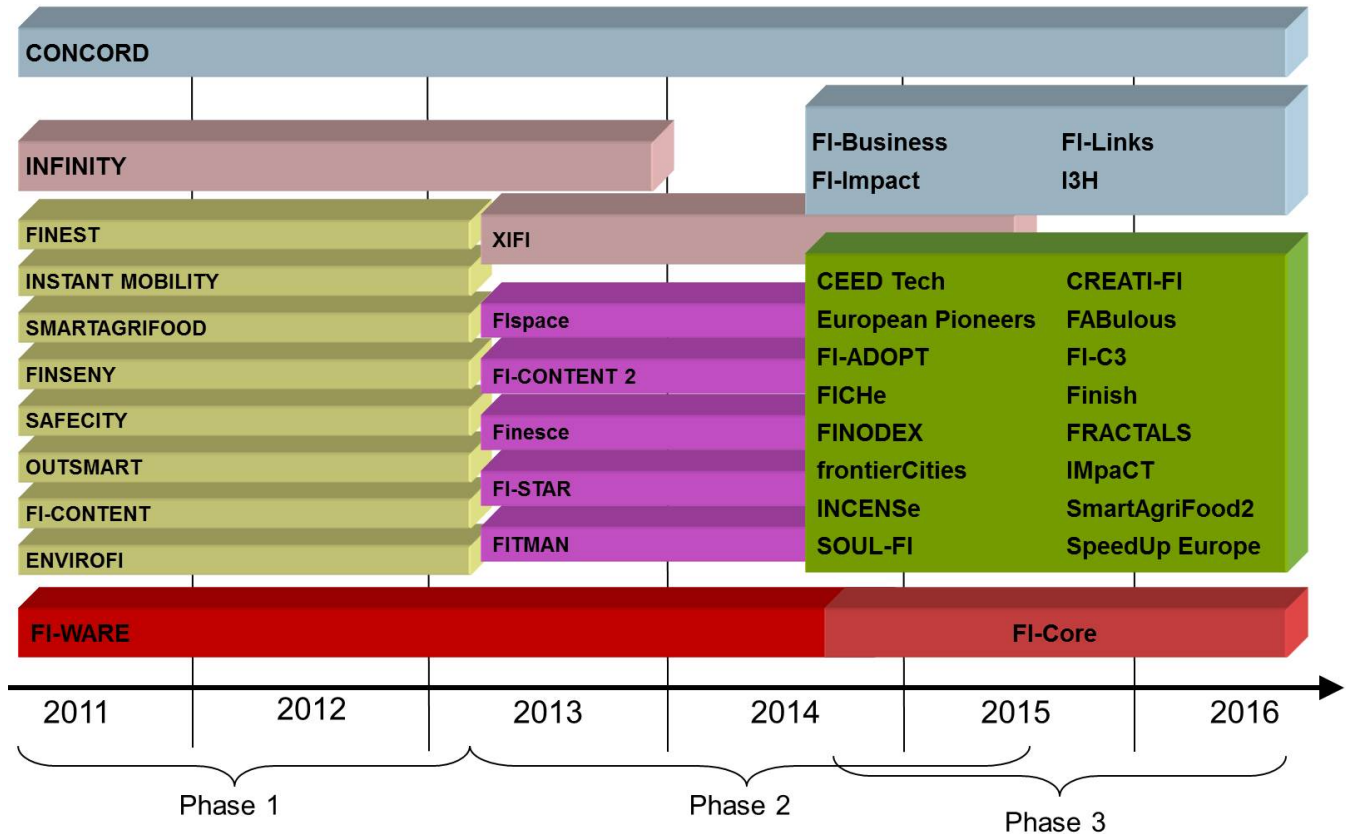 CONCORD
INFINITY
FI-Business
FI-Links
FI-Impact
I3H
FINEST
INSTANT MOBILITY
SMARTAGRIFOOD
FINSENY
SAFECITY
OUTSMART
FI-CONTENT
ENVIROFI
XIFI
FIspace
FI-CONTENT 2
Finesce
FI-STAR
FITMAN
CEED Tech
European Pioneers
FI-ADOPT
FICHe
FINODEX
frontierCities
INCENSe
SOUL-FI
CREATI-FI
FABulous
FI-C3
Finish
FRACTALS
IMpaCT
SmartAgriFood2
SpeedUp Europe
FI-WARE
FI-Core
2011 2012 2013 2014 2015 2016
Phase 1
Phase 2
Phase 3